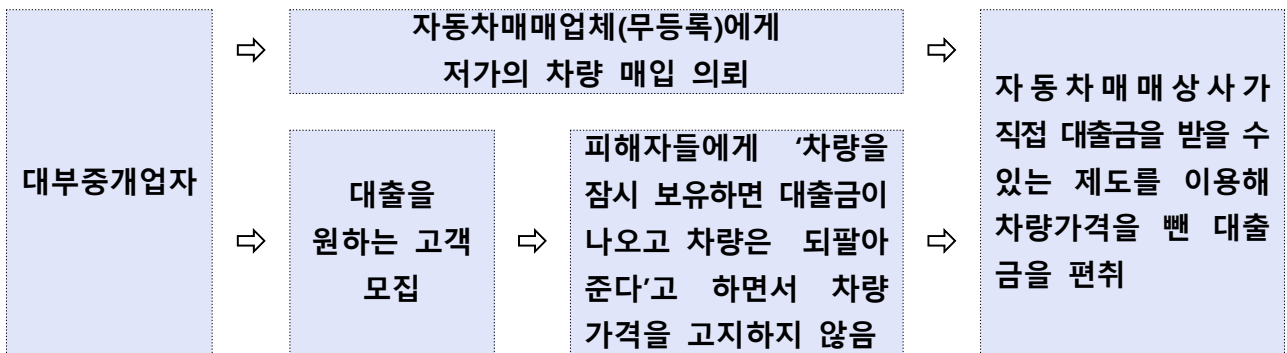 대부중개업자
⇨
자동차매매업체(무등록)에게
저가의 차량 매입 의뢰
⇨
⇨
대출을
원하는 고객
모집
⇨
피해자들에게 ‘차량을
잠시 보유하면 대출금이
나오고 차량은 되팔아
준다’고 하면서 차량
가격을 고지하지 않음
⇨
자동차매매상사가
직접 대출금을 받을 수
있는 제도를 이용해
차량가격을 뺀 대출
금을 편취